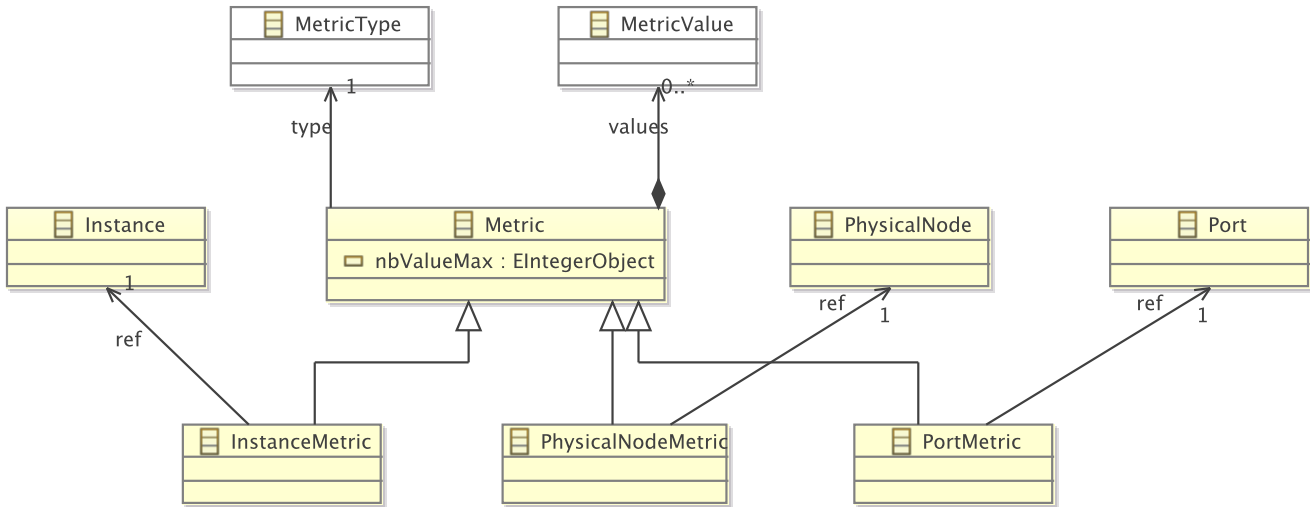 MetricType
MetricValue
1
0..*
type
values
Instance
Metric
PhysicalNode
Port
nbValueMax : EIntegerObject
1
ref
ref
1
ref
1
InstanceMetric
PhysicalNodeMetric
PortMetric